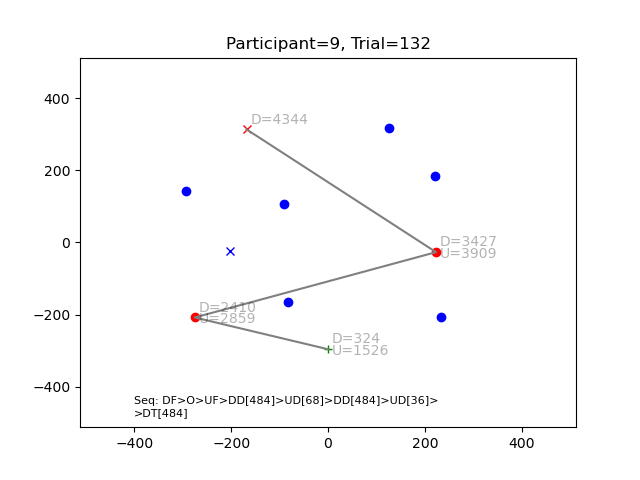 Participant=9, Trial=132
400
200
0
−200
−400
−400
−200
0
200
400
D=4344
D=3427
U=3909
D=2410
U=2859
D=324
U=1526
Seq: DF>O>UF>DD[484]>UD[68]>DD[484]>UD[36]>
>DT[484]